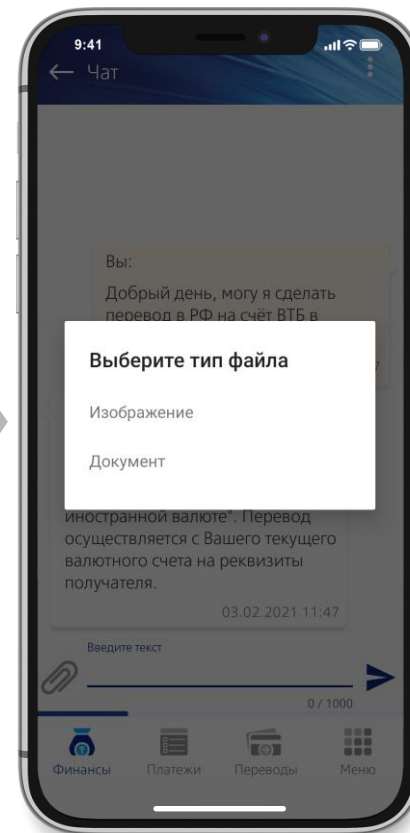 9:41
Чат
Вы:
Добрый день, могу я сделать
перевод в РФ на счёт ВТБ в
Выберите тип файла
Изображение
Документ
иностранной валюте". Перевод
осуществляется с Вашего текущего
валютного счета на реквизиты
получателя.
03.02.2021 11:47
Введите текст
0 / 1000
Финансы
Платежи
Переводы
Меню